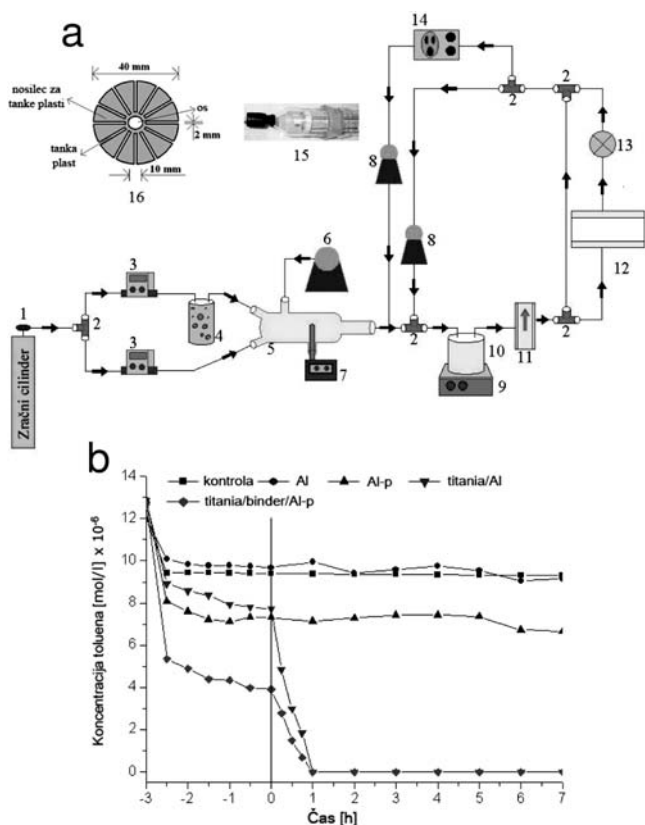 a
40 mm
nosilec za
tanke plasti
os
2 mm
tanka
plast
10 mm
16
15
14
2
2
13
8
8
12
6
3
1
2
4
3
5
7
2
10
9
11
2
Zračni cilinder
b
kontrola Al Al-p titania/Al
titania/binder/Al-p
Koncentracija toluena [mol/l] x 10-6
14
12
10
8
6
4
2
0
-3 -2 -1 0 1 2 3 4 5 6 7
Čas [h]